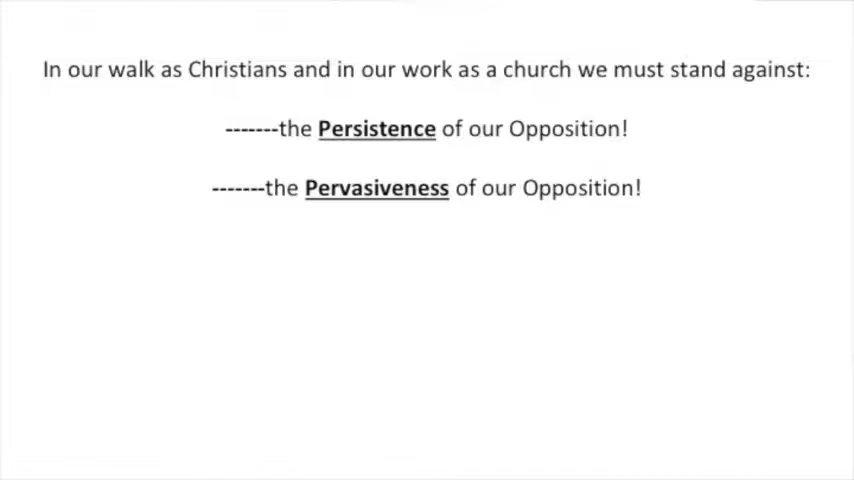 In our walk as Christians and in our work as a church we must stand against:
-------the Persistence of our Opposition!
-------the Pervasiveness of our Opposition!